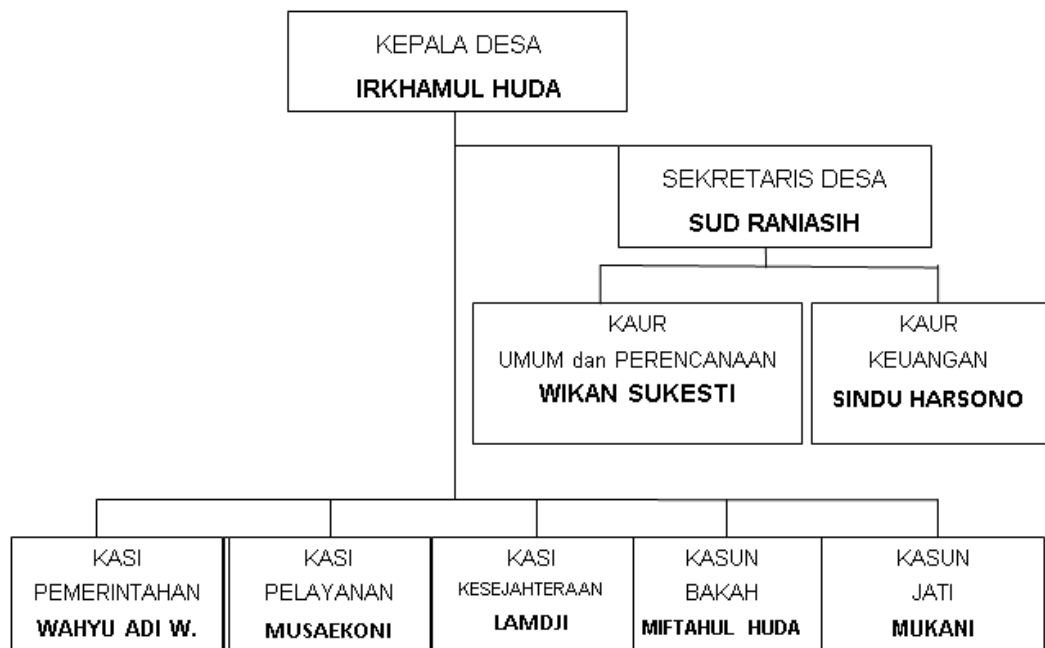 KEPALA DESA
IRKHAMUL HUDA
SEKRETARIS DESA
SUD RANIASIH
KAUR
UMUM dan PERENCANAAN
WIKAN SUKESTI
KAUR
KEUANGAN
SINDU HARSONO
KASI
PEMERINTAHAN
WAHYU ADI W.
KASI
PELAYANAN
MUSAEKONI
KASI
KESEJAHTERAAN
LAMDJI
KASUN
BAKAH
MIFTAHUL HUDA
KASUN
JATI
MUKANI